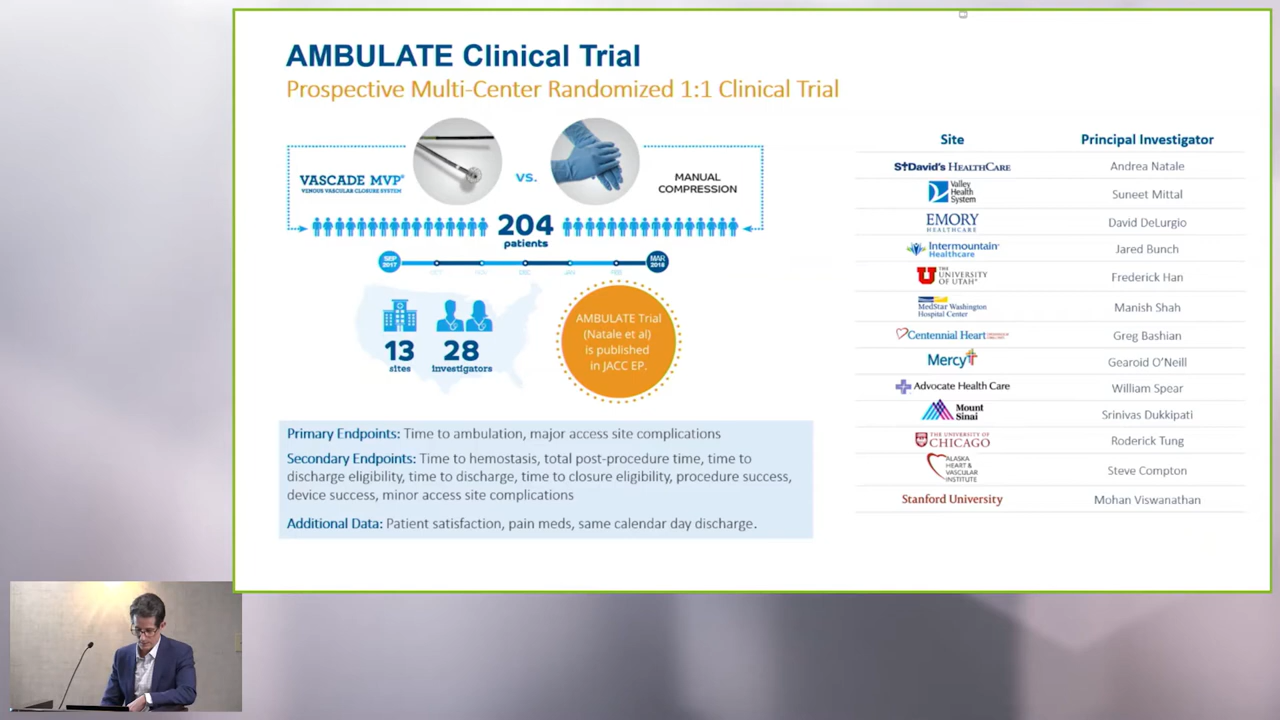 AMBULATE Clinical Trial
Prospective Multi-Center Randomized 1:1 Clinical Trial
VASCADE MVP®
VENOUS VASCULAR CLOSURE SYSTEM
VS.
MANUAL
COMPRESSION
204
patients
SEP
2017
OCT
NOV
DEC
JAN
FEB
MAR
2018
13
sites
28
investigators
AMBULATE Trial
(Natale et al)
is published
in JACC EP.
Primary Endpoints: Time to ambulation, major access site complications
Secondary Endpoints: Time to hemostasis, total post-procedure time, time to
discharge eligibility, time to discharge, time to closure eligibility, procedure success,
device success, minor access site complications
Additional Data: Patient satisfaction, pain meds, same calendar day discharge.
Site Principal Investigator
St David's HEALTHCARE Andrea Natale
Valley
Health
System
Suneet Mittal
EMORY
HEALTHCARE
David DeLurgio
Intermountain
Healthcare
Jared Bunch
THE
UNIVERSITY
OF UTAH
Frederick Han
MedStar Washington
Hospital Center
Manish Shah
Centennial Heart Greg Bashian
Mercy Gearoid O'Neill
Advocate Health Care William Spear
Mount
Sinai
Srinivas Dukkipati
THE UNIVERSITY OF
CHICAGO
Roderick Tung
ALASKA
HEART &
VASCULAR
INSTITUTE
Steve Compton
Stanford University Mohan Viswanathan